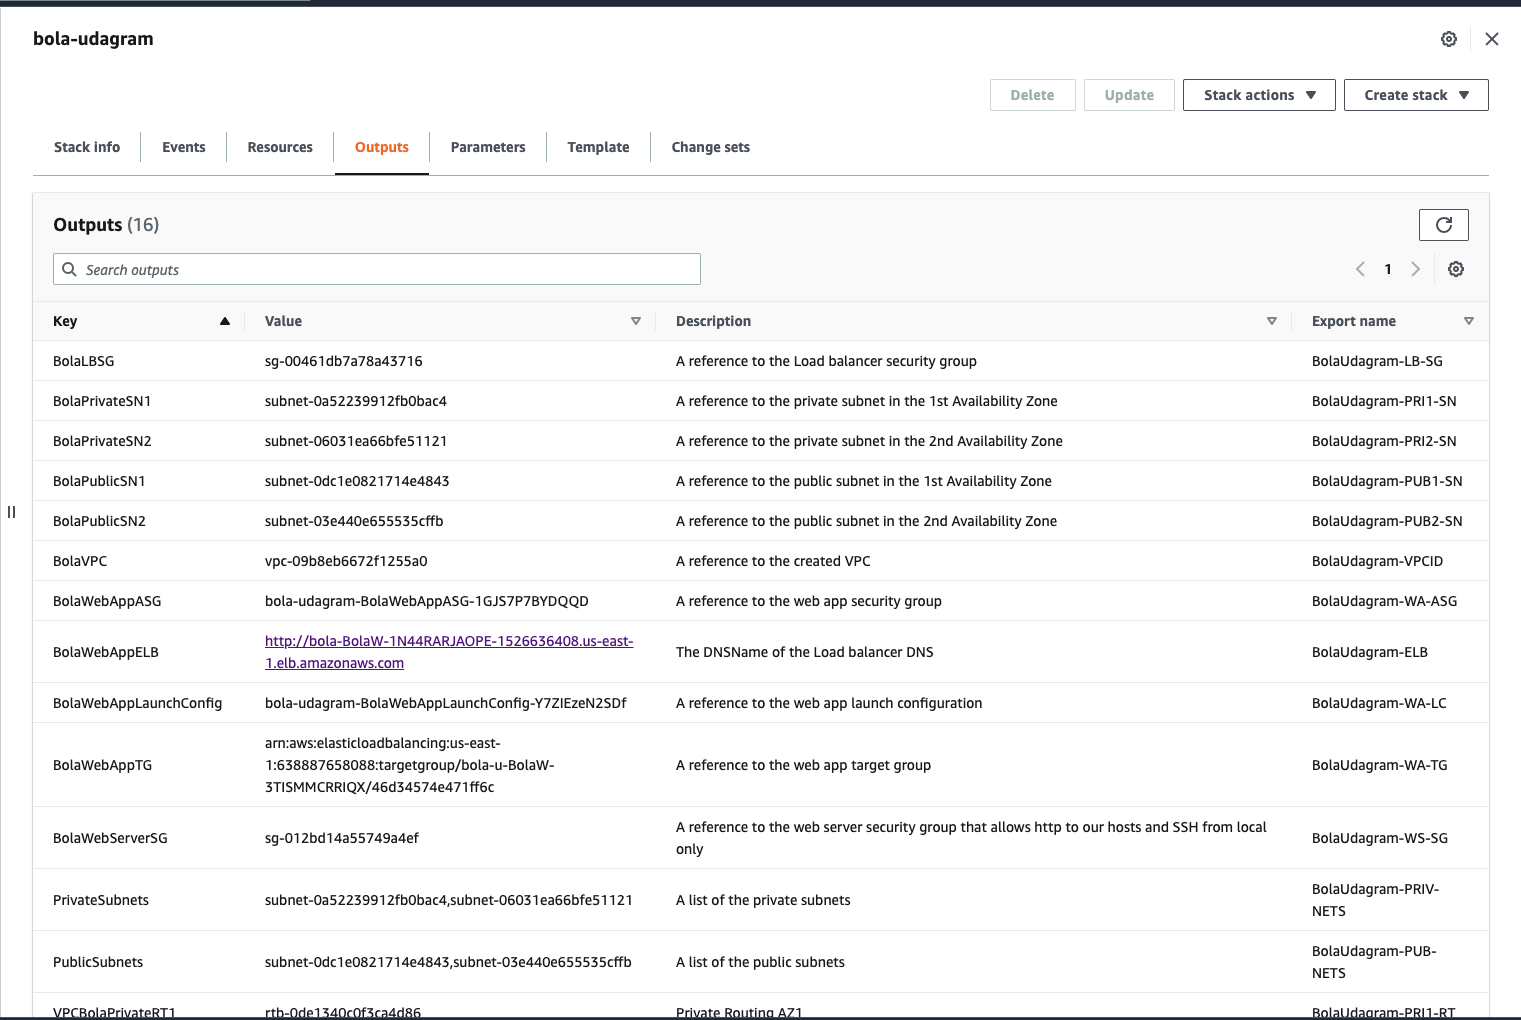 bola-udagram
Delete
Update
Stack actions
Create stack
Stack info
Events
Resources
Outputs
Parameters
Template
Change sets
Outputs (16)
Search outputs
1
Key
Value
Description
Export name
BolaLBSG
sg-00461db7a78a43716
A reference to the Load balancer security group
BolaUdagram-LB-SG
BolaPrivateSN1
subnet-0a52239912fb0bac4
A reference to the private subnet in the 1st Availability Zone
BolaUdagram-PRI1-SN
BolaPrivateSN2
subnet-06031ea66bfe51121
A reference to the private subnet in the 2nd Availability Zone
BolaUdagram-PRI2-SN
BolaPublicSN1
subnet-0dc1e0821714e4843
A reference to the public subnet in the 1st Availability Zone
BolaUdagram-PUB1-SN
BolaPublicSN2
subnet-03e440e655535cffb
A reference to the public subnet in the 2nd Availability Zone
BolaUdagram-PUB2-SN
BolaVPC
vpc-09b8eb6672f1255a0
A reference to the created VPC
BolaUdagram-VPCID
BolaWebAppASG
bola-udagram-BolaWebAppASG-1GJS7P7BYDQQD
A reference to the web app security group
BolaUdagram-WA-ASG
BolaWebAppELB
http://bola-BolaW-1N44RARJAOPE-1526636408.us-east-
1.elb.amazonaws.com
The DNSName of the Load balancer DNS
BolaUdagram-ELB
BolaWebAppLaunchConfig
bola-udagram-BolaWebAppLaunchConfig-Y7ZIEzeN2SDf
A reference to the web app launch configuration
BolaUdagram-WA-LC
BolaWebAppTG
arn:aws:elasticloadbalancing:us-east-
1:638887658088:targetgroup/bola-u-BolaW-
3TISMMCRRIQX/46d34574e471ff6c
A reference to the web app target group
BolaUdagram-WA-TG
BolaWebServerSG
sg-012bd14a55749a4ef
A reference to the web server security group that allows http to our hosts and SSH from local
only
BolaUdagram-WS-SG
PrivateSubnets
subnet-0a52239912fb0bac4,subnet-06031ea66bfe51121
A list of the private subnets
BolaUdagram-PRIV-
NETS
PublicSubnets
subnet-0dc1e0821714e4843,subnet-03e440e655535cffb
A list of the public subnets
BolaUdagram-PUB-
NETS
VPCBolaPrivateRT1
rtb-0de1340c0f3ca4d86
Private Routing AZ1
BolaUdagram-PRI1-RT